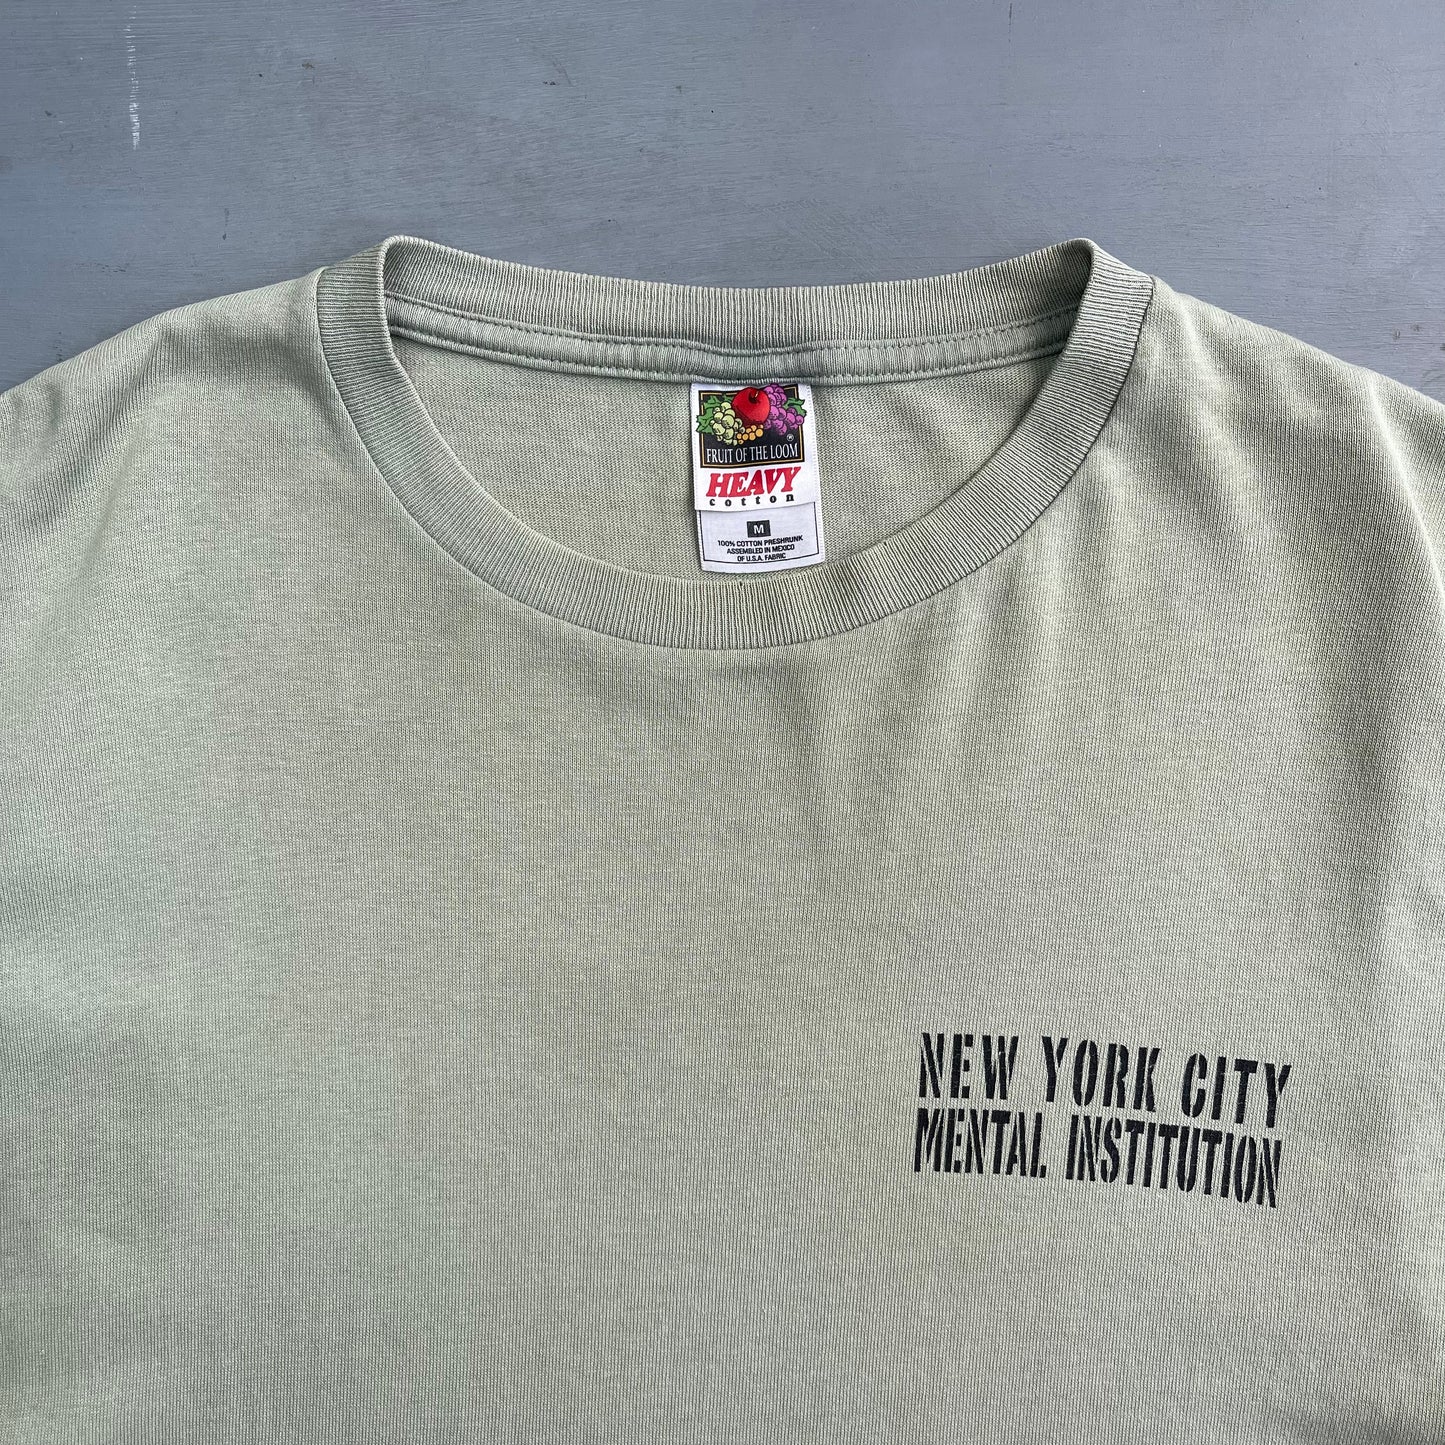 FRUIT OF THE LOOM ®
HEAVY
cotton
M
100% COTTON PRESHRUNK
ASSEMBLED IN MEXICO
OF U.S.A. FABRIC
NEW YORK CITY
MENTAL INSTITUTION